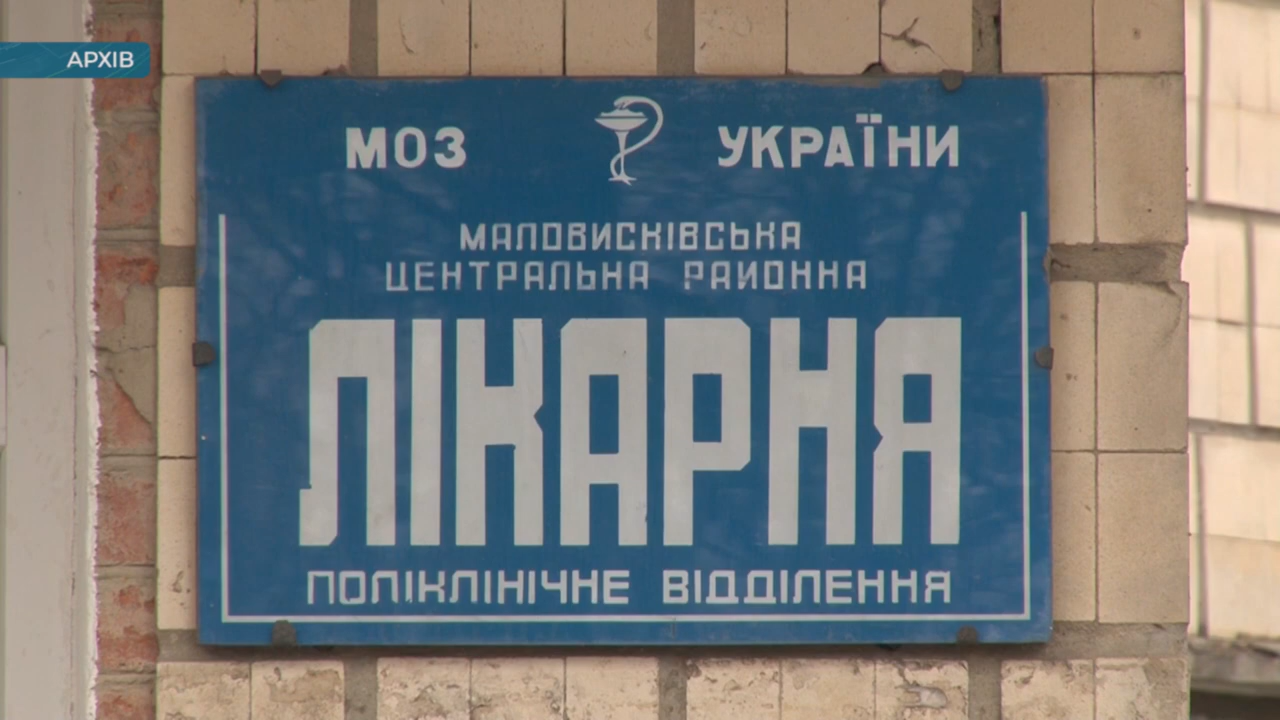 АРХІВ
МОЗ УКРАЇНИ
МАЛОВИСКІВСЬКА
ЦЕНТРАЛЬНА РАЙОННА
ЛІКАРНЯ
ПОЛІКЛІНІЧНЕ ВІДДІЛЕННЯ